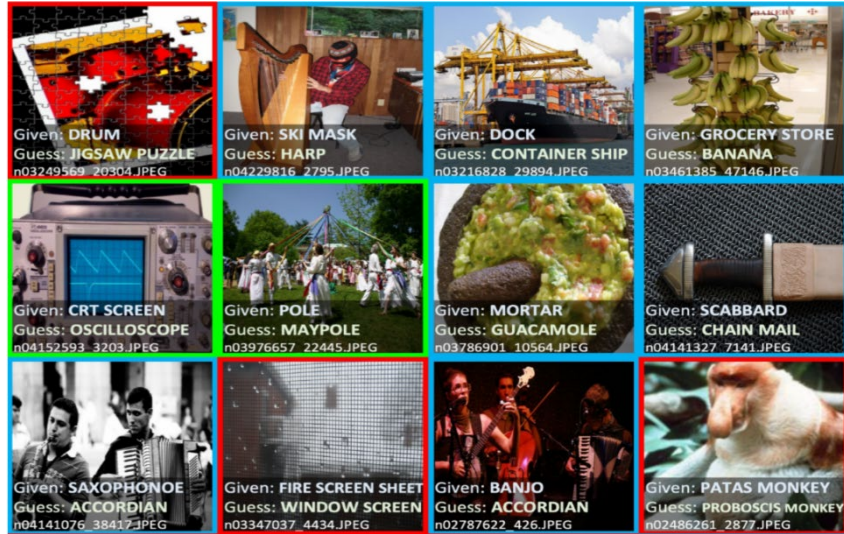 Given: DRUM
Guess: JIGSAW PUZZLE
n03249569_20304.JPEG
Given: SKI MASK
Guess: HARP
n04229816_2795.JPEG
Given: DOCK
Guess: CONTAINER SHIP
n03216828_29894.JPEG
BAKERY
Given: GROCERY STORE
Guess: BANANA
n03461385_47146.JPEG
Given: CRT SCREEN
Guess: OSCILLOSCOPE
n04152593_3203.JPEG
Given: POLE
Guess: MAYPOLE
n03976657_22445.JPEG
Given: MORTAR
Guess: GUACAMOLE
n03786901_10564.JPEG
Given: SCABBARD
Guess: CHAIN MAIL
n04141327_7141.JPEG
Given: SAXOPHONOE
Guess: ACCORDIAN
n04141076_38417.JPEG
Given: FIRE SCREEN SHEET
Guess: WINDOW SCREEN
n03347037_4434.JPEG
Given: BANJO
Guess: ACCORDIAN
n02787622_426.JPEG
Given: PATAS MONKEY
Guess: PROBOSCIS MONKEY
n02486261_2877.JPEG